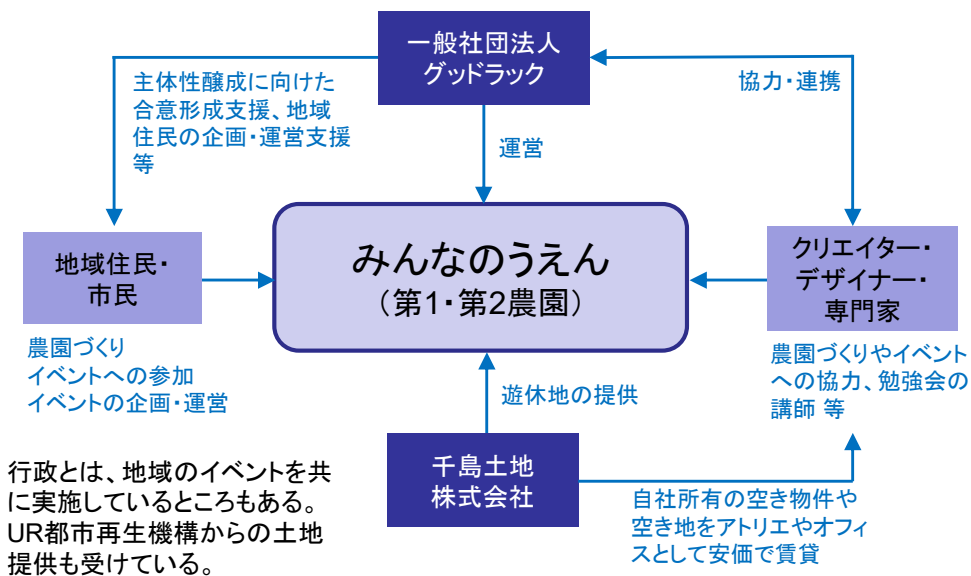 一般社団法人
グッドラック
主体性醸成に向けた
合意形成支援、地域
住民の企画・運営支援
等
運営
協力・連携
地域住民・
市民
みんなのうえん
（第1・第2農園）
クリエイター・
デザイナー・
専門家
農園づくり
イベントへの参加
イベントの企画・運営
遊休地の提供
農園づくりやイベント
への協力、勉強会の
講師 等
千島土地
株式会社
自社所有の空き物件や
空き地をアトリエやオフィ
スとして安価で賃貸
行政とは、地域のイベントを共
に実施しているところもある。
UR都市再生機構からの土地
提供も受けている。